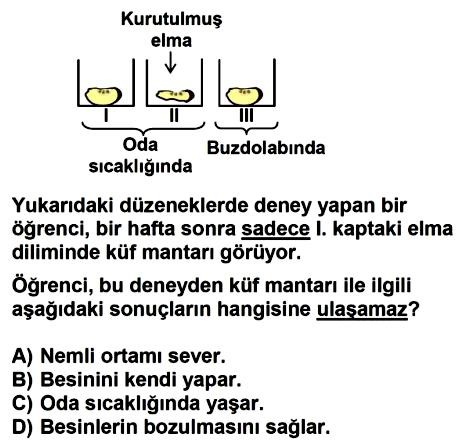 Kurutulmuş
elma
I II III
Oda
sıcaklığında
Buzdolabında
Yukarıdaki düzeneklerde deney yapan bir
öğrenci, bir hafta sonra sadece I. kaptaki elma
diliminde küf mantarı görüyor.
Öğrenci, bu deneyden küf mantarı ile ilgili
aşağıdaki sonuçların hangisine ulaşamaz?
A) Nemli ortamı sever.
B) Besinini kendi yapar.
C) Oda sıcaklığında yaşar.
D) Besinlerin bozulmasını sağlar.